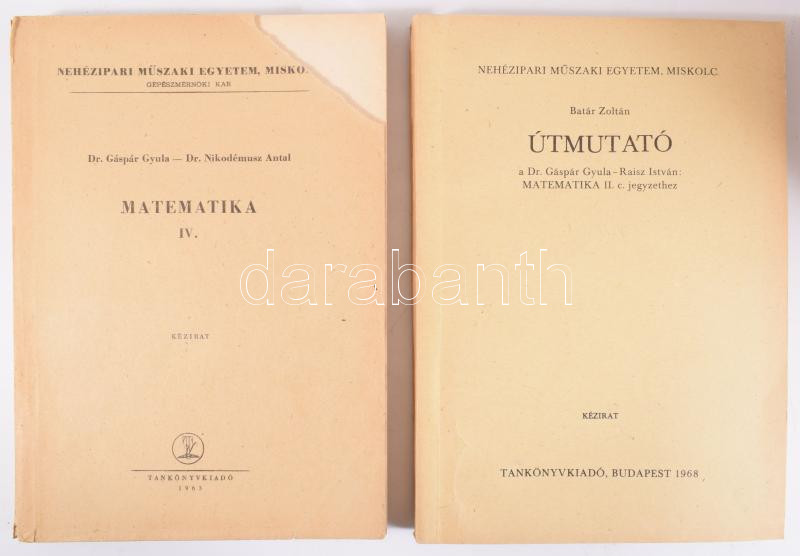 NEHÉZIPARI MŰSZAKI EGYETEM, MISKO
GÉPÉSZMÉRNÖKI KAR
Dr. Gáspár Gyula — Dr. Nikodémusz Antal
MATEMATIKA
IV.
KÉZIRAT
TANKÖNYVKIADÓ
1963
NEHÉZIPARI MŰSZAKI EGYETEM, MISKOLC
Batár Zoltán
ÚTMUTATÓ
a Dr. Gáspár Gyula – Raisz István:
MATEMATIKA II. c. jegyzethez
KÉZIRAT
TANKÖNYVKIADÓ, BUDAPEST 1968
darabanth